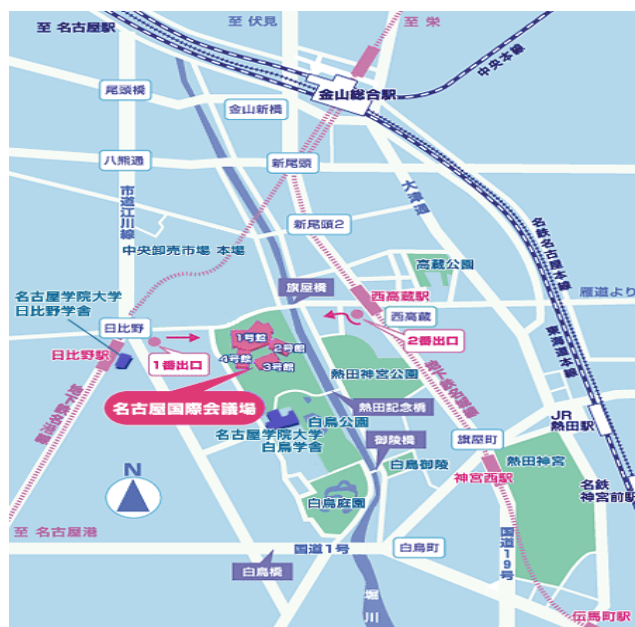 至 伏見
至 栄
至 名古屋駅
中央本線
尾頭橋
金山総合駅
金山新橋
八熊通
新尾頭
大津通
市道江川線
新尾頭2
名鉄名古屋本線
中央卸売市場 本場
高蔵公園
名古屋学院大学
日比野学舎
旗屋橋
西高蔵駅
雁道より
日比野
1号館
西高蔵
2号館
東海道本線
日比野駅
1番出口
4号館
3号館
2番出口
熱田神宮公園
名古屋国際会議場
熱田記念橋
白鳥公園
名古屋学院大学
白鳥学舎
御陵橋
旗屋町
JR
熱田駅
白鳥御陵
神宮西駅
熱田神宮
N
白鳥庭園
名鉄
神宮前駅
至 名古屋港
国道1号
白鳥町
国道19号
白鳥橋
堀川
伝馬町駅